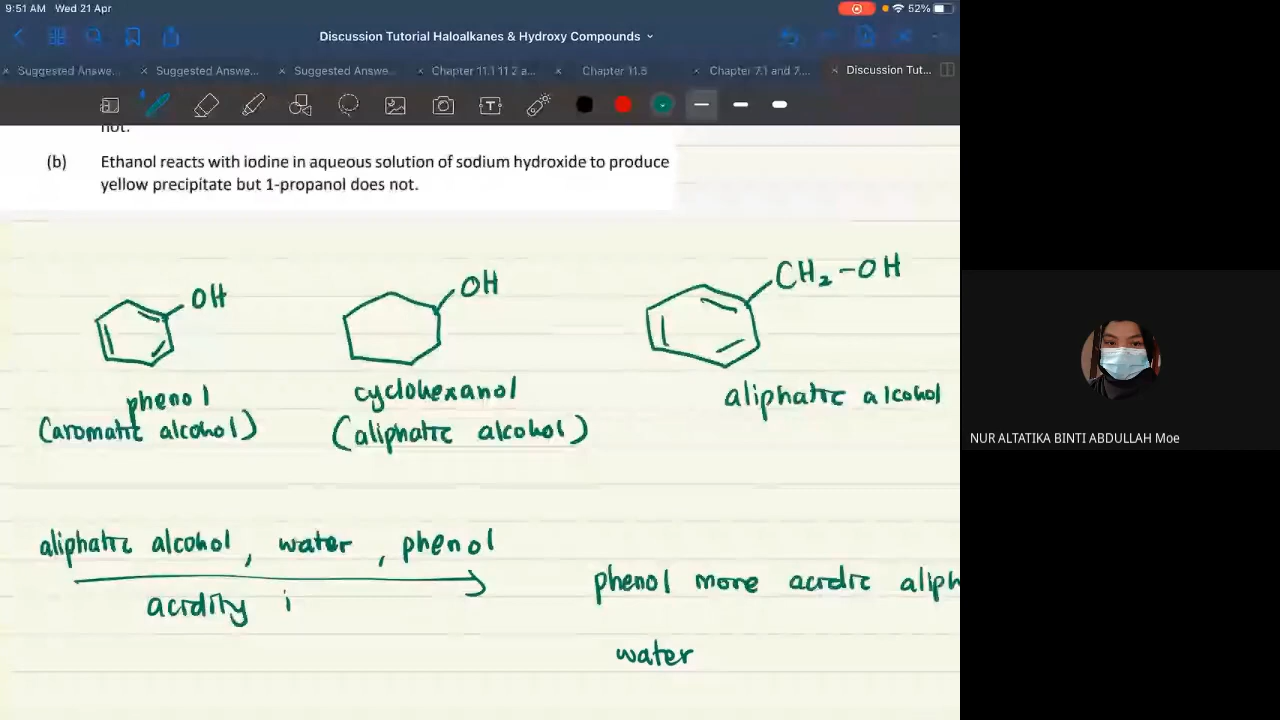 9:51 AM Wed 21 Apr
52%
Discussion Tutorial Haloalkanes & Hydroxy Compounds
Suggested Answe...
Suggested Answe...
Suggested Answe...
Chapter 11.1 11.2 a...
Chapter 11.8
Chapter 7.1 and 7....
Discussion Tut...
not.
(b) Ethanol reacts with iodine in aqueous solution of sodium hydroxide to produce
yellow precipitate but 1-propanol does not.
OH
OH
CH₂-OH
phenol
(aromatic alcohol)
cyclohexanol
(aliphatic alcohol)
aliphatic alcohol
aliphatic alcohol, water, phenol
acidity i
phenol more acidic aliph
water
NUR ALTATIKA BINTI ABDULLAH Moe